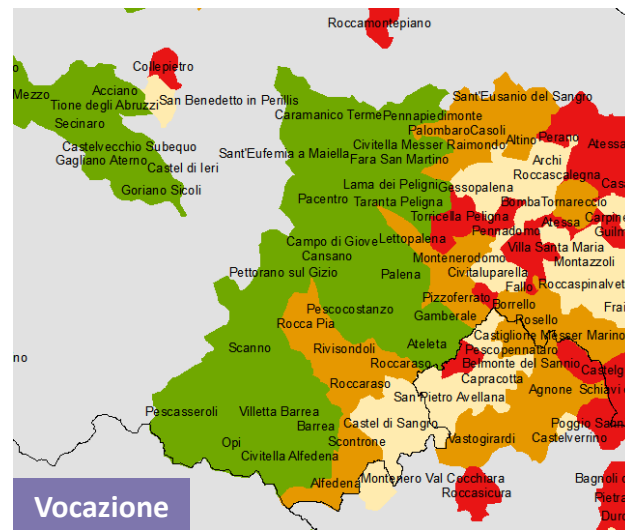 Roccamontepiano
Collepietro
Mezzo
Acciano
Tione degli Abruzzi
San Benedetto in Perillis
Sant'Eusanio del Sangro
Secinaro
Caramanico Terme
Pennapiedimonte
Palombaro
Casoli
Altino
Perano
Atessa
Castelvecchio Subequo
Civitella Messer Raimondo
Sant'Eufemia a Maiella
Fara San Martino
Archi
Gagliano Aterno
Castel di Ieri
Roccascalegna
Goriano Sicoli
Lama dei Peligni
Gessopalena
Pacentro
Taranta Peligna
Bomba
Tornareccio
Torricella Peligna
Atessa
Pennadomo
Campo di Giove
Lettopalena
Villa Santa Maria
Cansano
Montenerodomo
Montazzoli
Pettorano sul Gizio
Palena
Civitaluparella
Fallo
Pizzoferrato
Borrello
Pescocostanzo
Gamberale
Rosello
Rocca Pia
Castiglione Messer Marino
Scanno
Rivisondoli
Ateleta
Pescopennataro
Roccaraso
Belmonte del Sannio
Roccaraso
Capracotta
San Pietro Avellana
Agnone
Pescasseroli
Villetta Barrea
Barrea
Castel di Sangro
Opi
Scontrone
Vastogirardi
Castelverrino
Civitella Alfedena
Alfedena
Montenero Val Cocchiara
Roccasicura
Vocazione